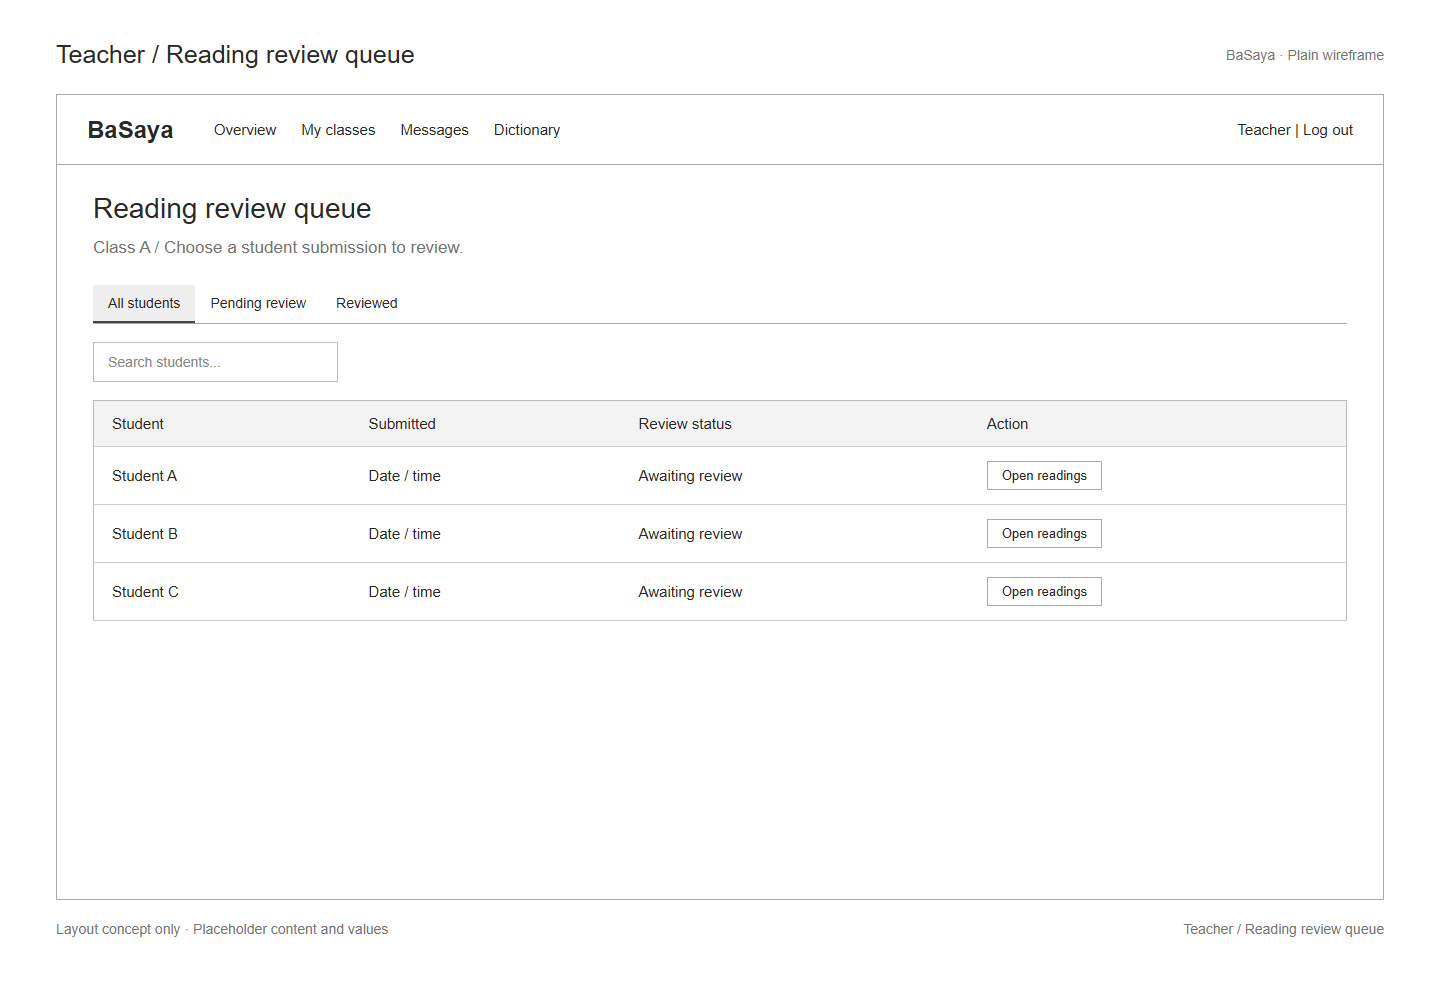 Teacher / Reading review queue
BaSaya · Plain wireframe
BaSaya Overview My classes Messages Dictionary Teacher | Log out
Reading review queue
Class A / Choose a student submission to review.
All students Pending review Reviewed
Search students...
Student Submitted Review status Action
Student A Date / time Awaiting review Open readings
Student B Date / time Awaiting review Open readings
Student C Date / time Awaiting review Open readings
Layout concept only · Placeholder content and values
Teacher / Reading review queue